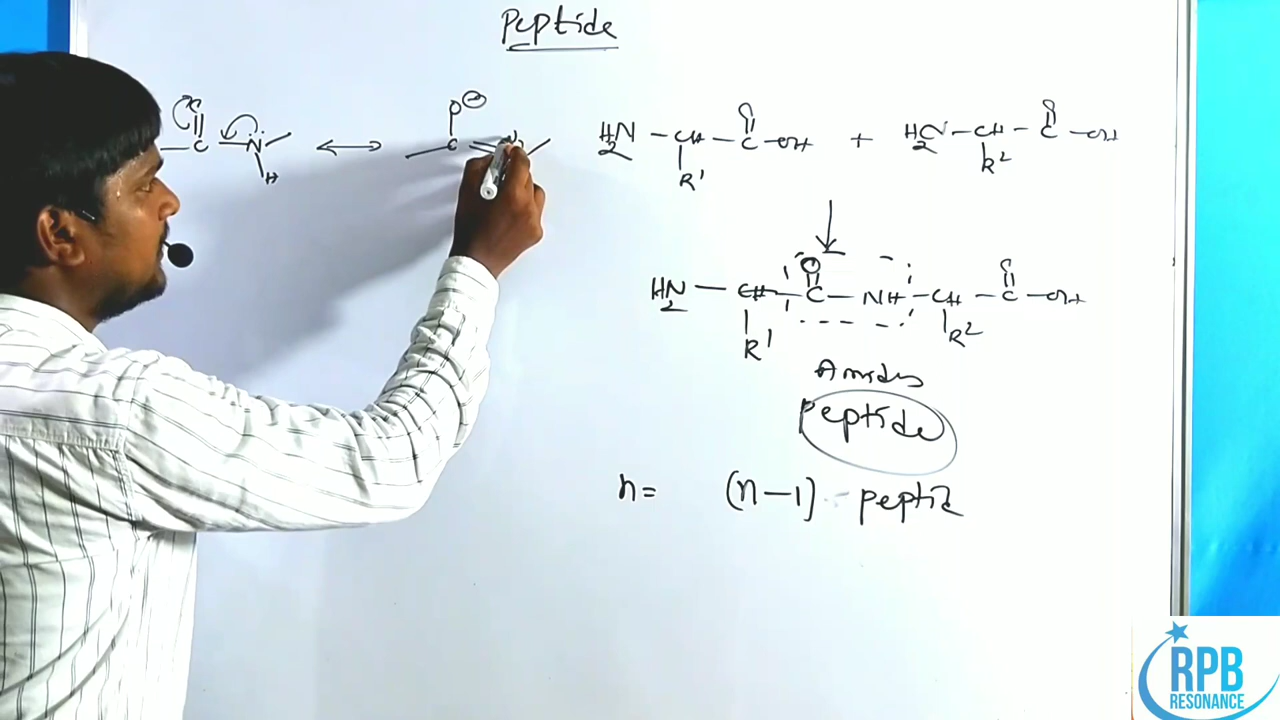 Peptide
O O⊖
C — N̈ ⟷ C = N
H
H2N — CH — C — OH + H2N — CH — C — OH
O O
R¹ R²
O O
H2N — CH — C — NH — CH — C — OH
R¹ R²
Amides
Peptide
n = (n-1) - peptid
RPB
RESONANCE